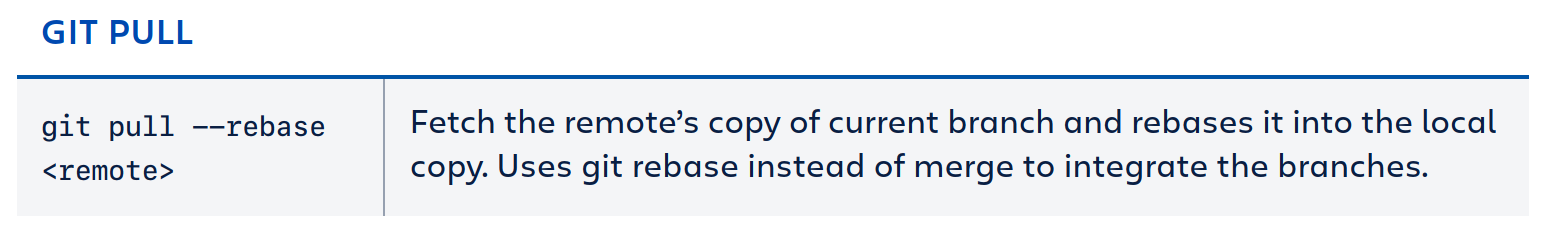 GIT PULL
git pull --rebase
<remote>
Fetch the remote’s copy of current branch and rebases it into the local
copy. Uses git rebase instead of merge to integrate the branches.